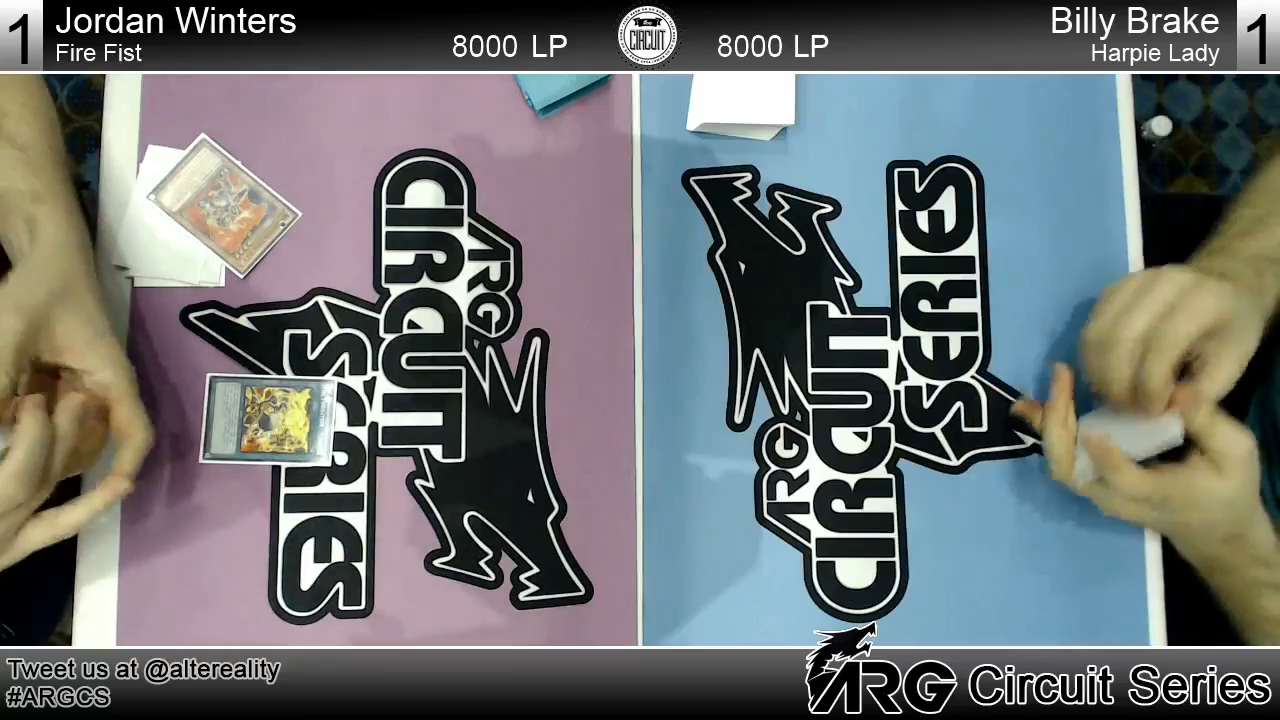 1
Jordan Winters
Fire Fist
8000 LP
CIRCUIT
8000 LP
Billy Brake
Harpie Lady
1
ARG
CIRCUIT
SERIES
ARG
CIRCUIT
SERIES
Tweet us at @altereality
#ARGCS
ARG Circuit Series